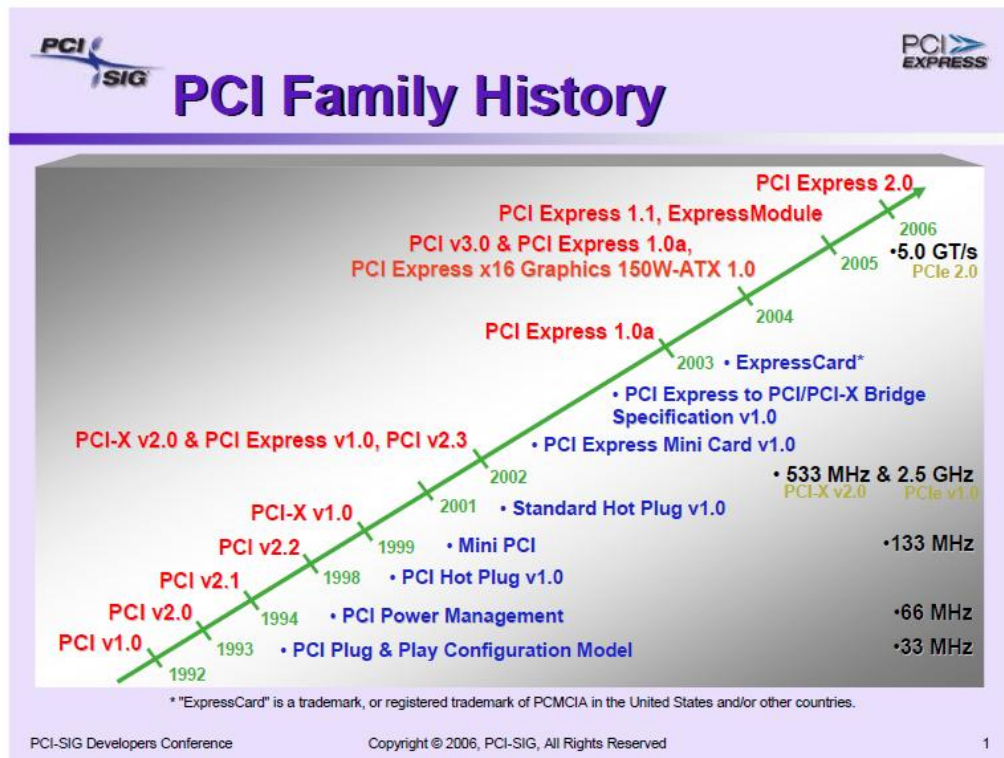 PCI
SIG
PCI
EXPRESS
PCI Family History
PCI Express 2.0
2006
PCI Express 1.1, ExpressModule
2005
•5.0 GT/s
PCIe 2.0
PCI v3.0 & PCI Express 1.0a,
PCI Express x16 Graphics 150W-ATX 1.0
2004
PCI Express 1.0a
2003
• ExpressCard*
• PCI Express to PCI/PCI-X Bridge
Specification v1.0
PCI-X v2.0 & PCI Express v1.0, PCI v2.3
• PCI Express Mini Card v1.0
2002
• 533 MHz & 2.5 GHz
PCI-X v2.0 PCIe v1.0
2001
• Standard Hot Plug v1.0
PCI-X v1.0
1999
• Mini PCI
•133 MHz
PCI v2.2
1998
• PCI Hot Plug v1.0
PCI v2.1
1994
• PCI Power Management
•66 MHz
PCI v2.0
1993
• PCI Plug & Play Configuration Model
•33 MHz
PCI v1.0
1992
* "ExpressCard" is a trademark, or registered trademark of PCMCIA in the United States and/or other countries.
PCI-SIG Developers Conference
Copyright © 2006, PCI-SIG, All Rights Reserved
1